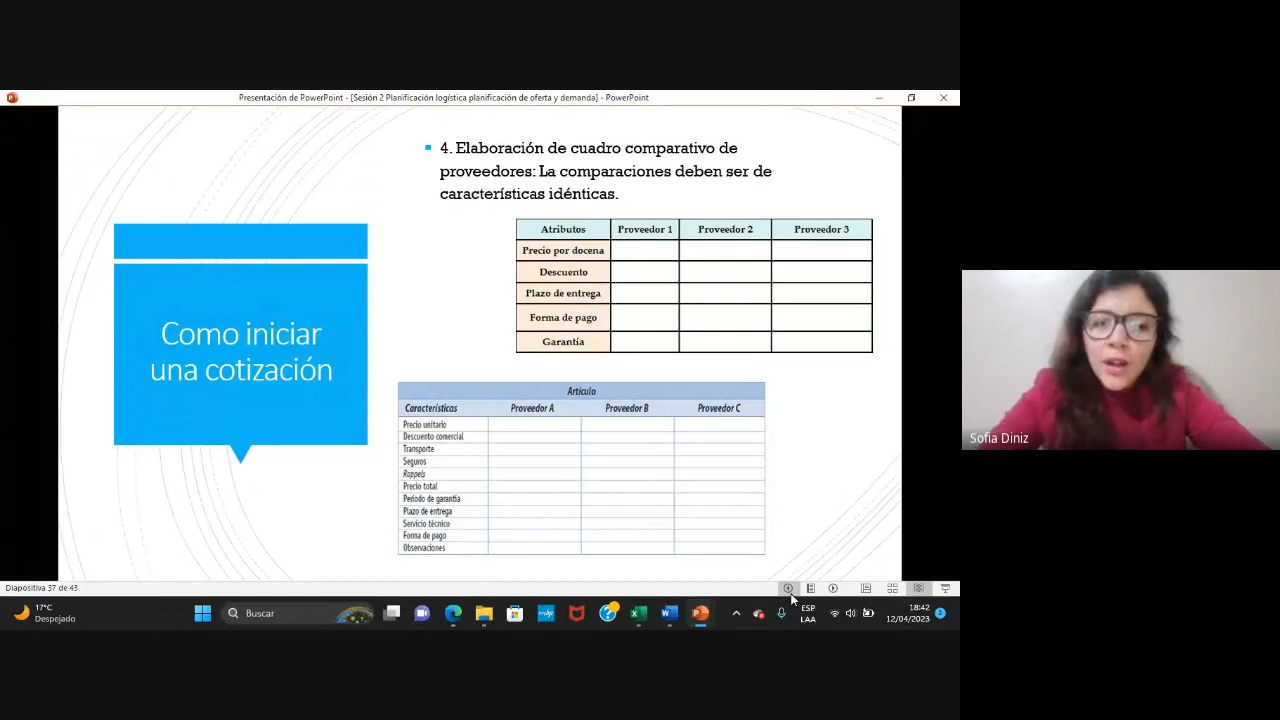 Presentación de PowerPoint - [Sesión 2 Planificación logística planificación de oferta y demanda] - PowerPoint
4. Elaboración de cuadro comparativo de
proveedores: La comparaciones deben ser de
características idénticas.
Como iniciar
una cotización
Atributos Proveedor 1 Proveedor 2 Proveedor 3
Precio por docena
Descuento
Plazo de entrega
Forma de pago
Garantía
Artículo
Características Proveedor A Proveedor B Proveedor C
Precio unitario
Descuento comercial
Transporte
Seguros
Rappels
Precio total
Período de garantía
Plazo de entrega
Servicio técnico
Forma de pago
Observaciones
Sofia Diniz
Diapositiva 37 de 43
17°C
Despejado
Buscar
ESP
LAA
18:42
12/04/2023
2